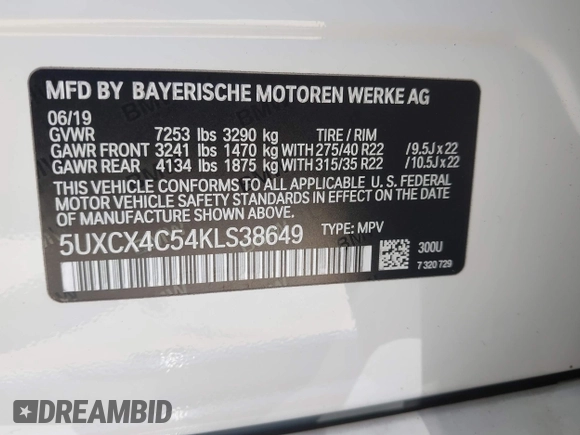 MFD BY BAYERISCHE MOTOREN WERKE AG
06/19
GVWR 7253 lbs 3290 kg TIRE / RIM
GAWR FRONT 3241 lbs 1470 kg WITH 275/40 R22 /9.5J x 22
GAWR REAR 4134 lbs 1875 kg WITH 315/35 R22 /10.5J x 22
THIS VEHICLE CONFORMS TO ALL APPLICABLE U. S. FEDERAL
MOTOR VEHICLE SAFETY STANDARDS IN EFFECT ON THE
DATE OF MANUFACTURE SHOWN ABOVE.
5UXCX4C54KLS38649 TYPE: MPV
300U
7 320 729
DREAMBID